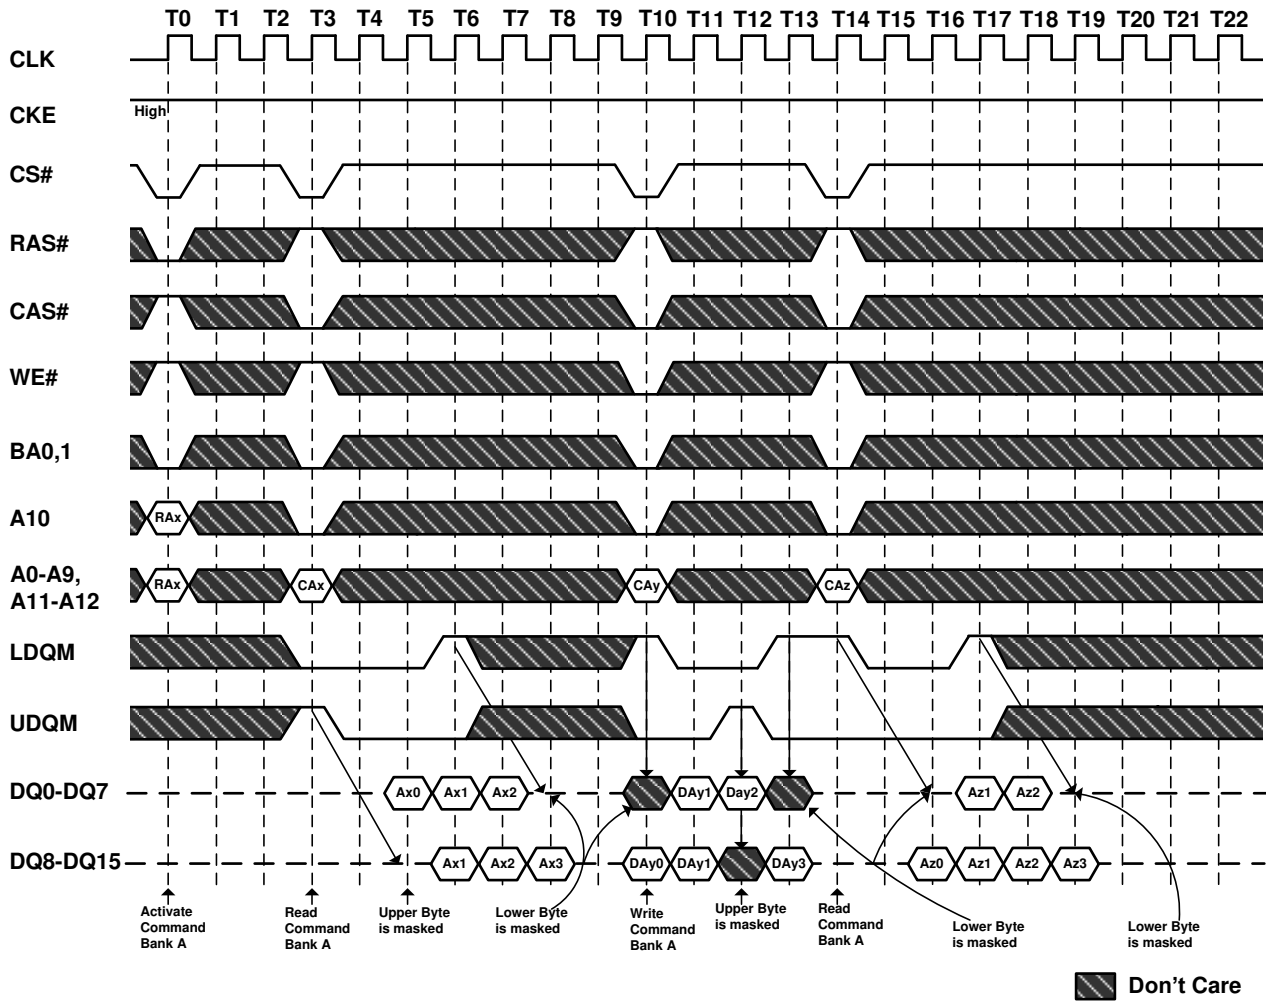 T0 T1 T2 T3 T4 T5 T6 T7 T8 T9 T10 T11 T12 T13 T14 T15 T16 T17 T18 T19 T20 T21 T22
CLK
CKE
High
CS#
RAS#
CAS#
WE#
BA0,1
A10
RAx
A0-A9,
A11-A12
RAx CAx CAy CAz
LDQM
UDQM
DQ0-DQ7
Ax0 Ax1 Ax2 DAy1 Day2 Az1 Az2
DQ8-DQ15
Ax1 Ax2 Ax3 DAy0 DAy1 DAy3 Az0 Az1 Az2 Az3
Activate
Command
Bank A
Read
Command
Bank A
Upper Byte
is masked
Lower Byte
is masked
Write
Command
Bank A
Upper Byte
is masked
Read
Command
Bank A
Lower Byte
is masked
Lower Byte
is masked
Don't Care